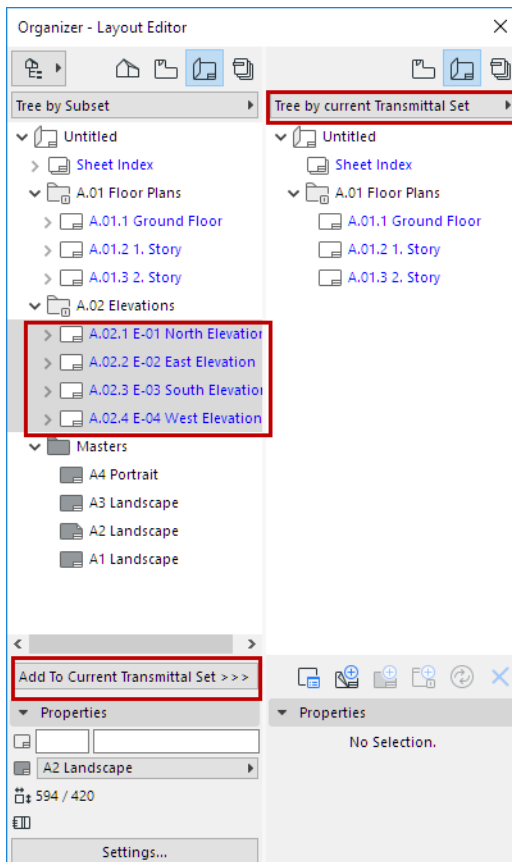 Organizer - Layout Editor
Tree by Subset
Untitled
Sheet Index
A.01 Floor Plans
A.01.1 Ground Floor
A.01.2 1. Story
A.01.3 2. Story
A.02 Elevations
A.02.1 E-01 North Elevation
A.02.2 E-02 East Elevation
A.02.3 E-03 South Elevation
A.02.4 E-04 West Elevation
Masters
A4 Portrait
A3 Landscape
A2 Landscape
A1 Landscape
Add To Current Transmittal Set >>>
Properties
A2 Landscape
594 / 420
Settings...
Tree by current Transmittal Set
Untitled
Sheet Index
A.01 Floor Plans
A.01.1 Ground Floor
A.01.2 1. Story
A.01.3 2. Story
Properties
No Selection.